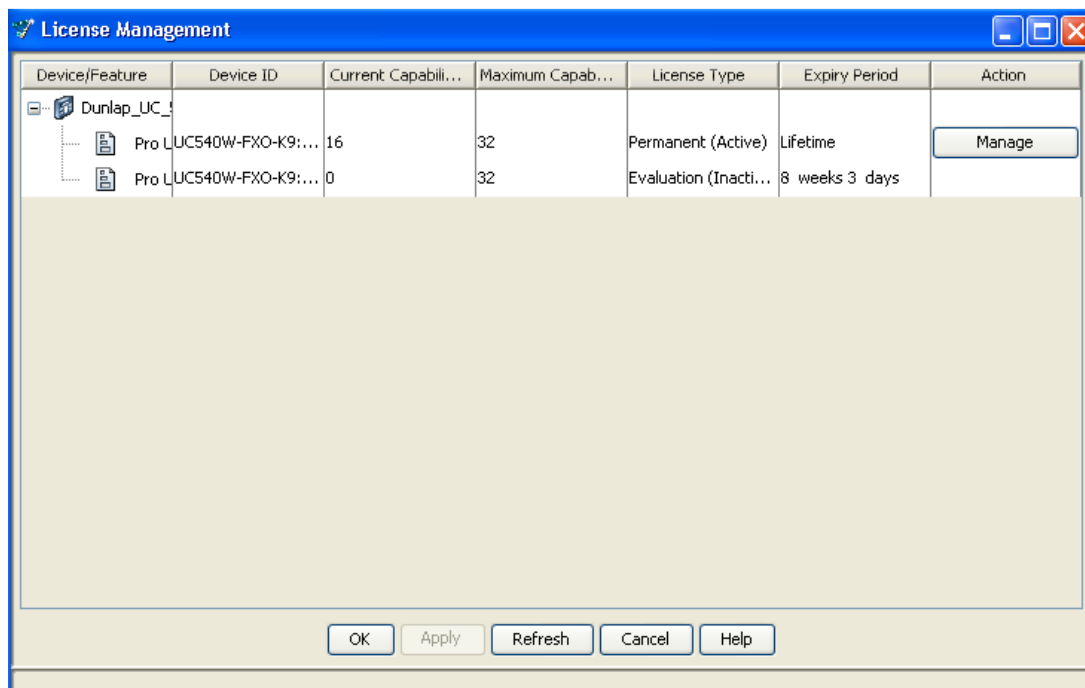 License Management
Device/Feature Device ID Current Capabili... Maximum Capab... License Type Expiry Period Action
Dunlap_UC_5
Pro U UC540W-FXO-K9:... 16 32 Permanent (Active) Lifetime Manage
Pro U UC540W-FXO-K9:... 0 32 Evaluation (Inacti... 8 weeks 3 days
OK Apply Refresh Cancel Help